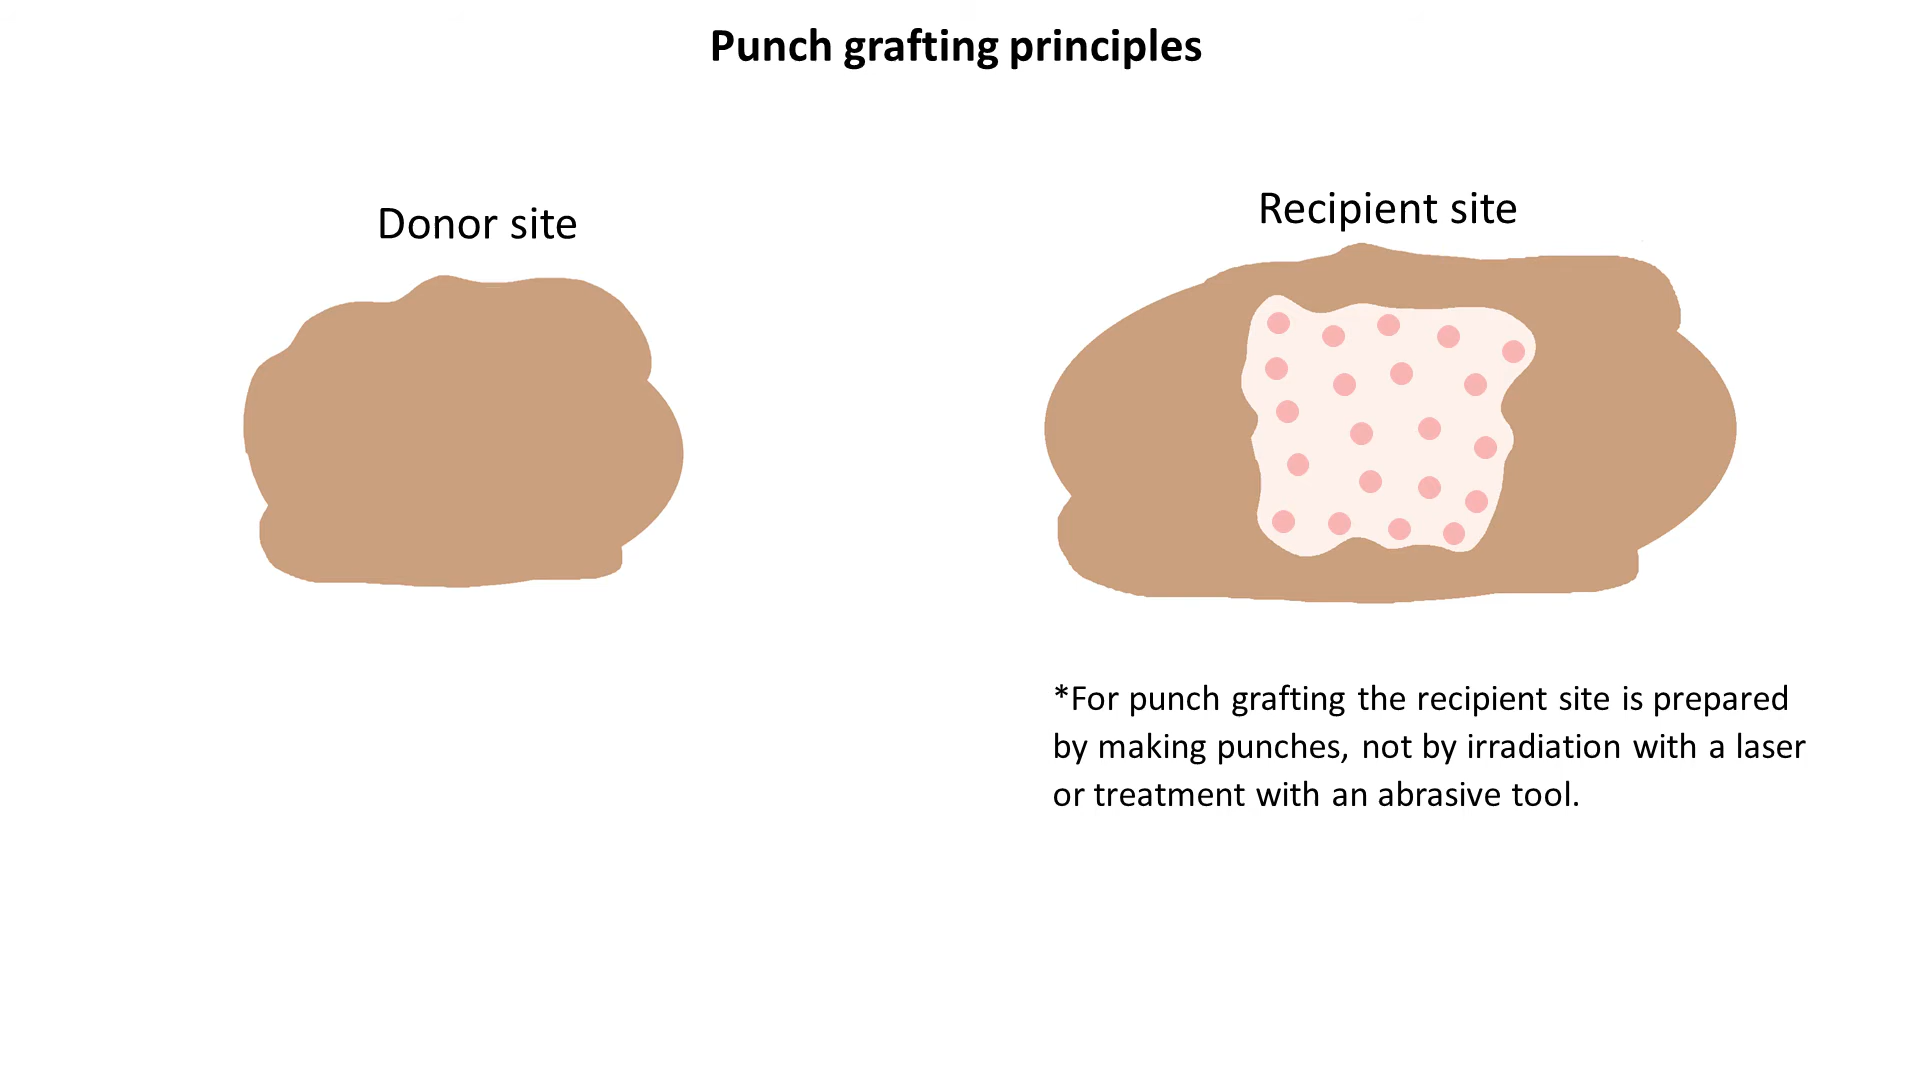 Punch grafting principles
Donor site
Recipient site
*For punch grafting the recipient site is prepared
by making punches, not by irradiation with a laser
or treatment with an abrasive tool.